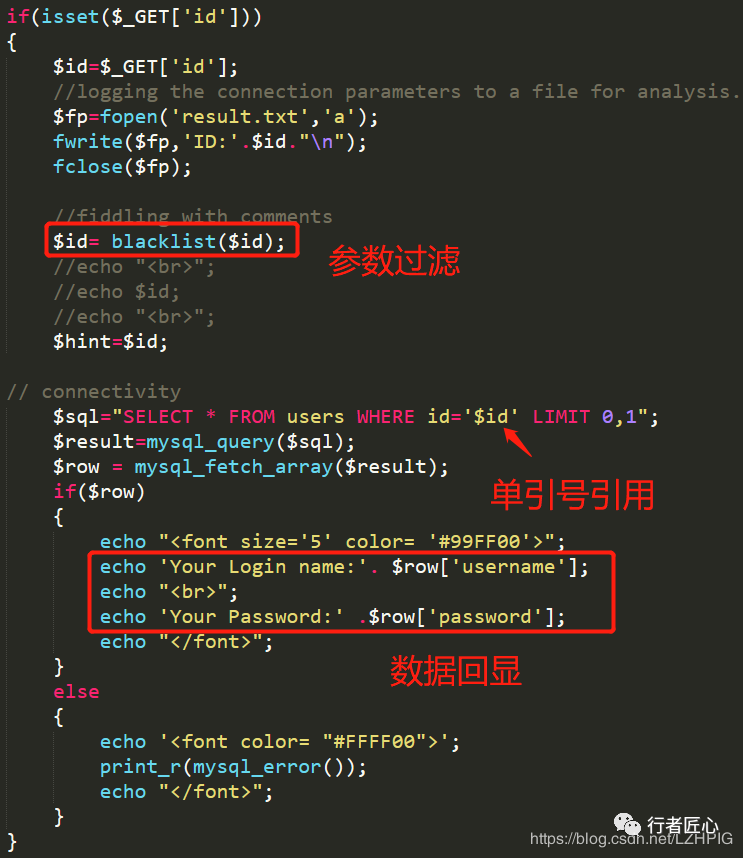 if(isset($_GET['id']))
{
$id=$_GET['id'];
//logging the connection parameters to a file for analysis.
$fp=fopen('result.txt','a');
fwrite($fp,'ID:'.$id."\n");
fclose($fp);
//fiddling with comments
$id= blacklist($id);
参数过滤
//echo "<br>";
//echo $id;
//echo "<br>";
$hint=$id;
// connectivity
$sql="SELECT * FROM users WHERE id='$id' LIMIT 0,1";
$result=mysql_query($sql);
$row = mysql_fetch_array($result);
单引号引用
if($row)
{
echo "<font size='5' color= '#99FF00'>";
echo 'Your Login name:'. $row['username'];
echo "<br>";
echo 'Your Password:' .$row['password'];
echo "</font>";
}
数据回显
else
{
echo '<font color= "#FFFF00">';
print_r(mysql_error());
echo "</font>";
}
}
行者匠心
https://blog.csdn.net/LZHPIG